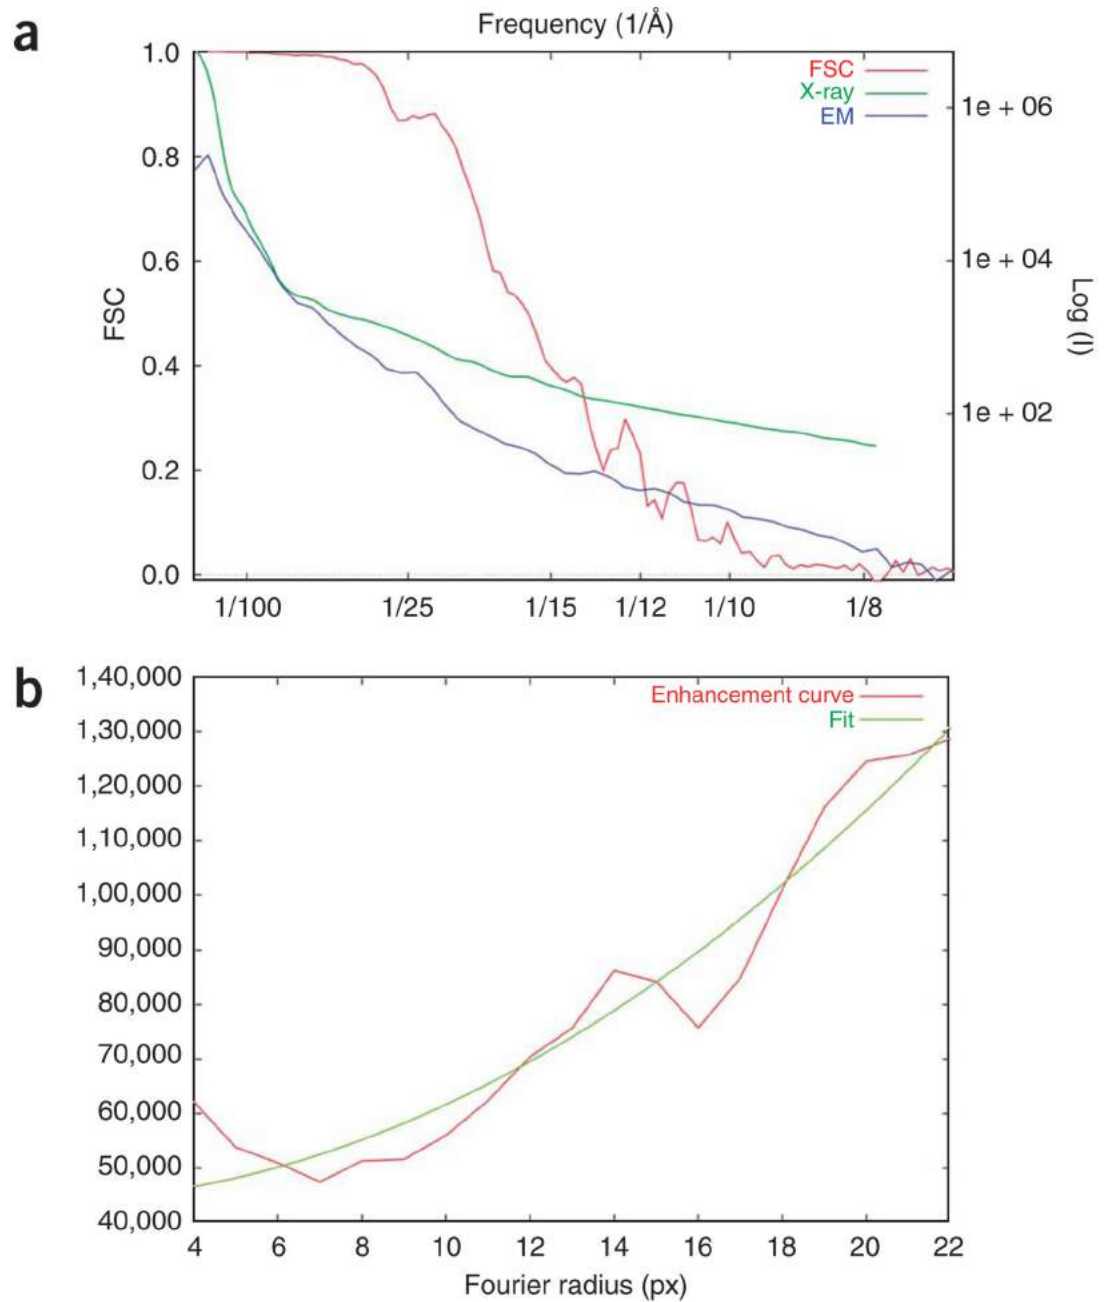 a
Frequency (1/Å)
1.0
0.8
0.6
0.4
0.2
0.0
FSC
FSC
X-ray
EM
1e + 06
1e + 04
1e + 02
Log (I)
1/100 1/25 1/15 1/12 1/10 1/8
b
1,40,000
1,30,000
1,20,000
1,10,000
1,00,000
90,000
80,000
70,000
60,000
50,000
40,000
Enhancement curve
Fit
4 6 8 10 12 14 16 18 20 22
Fourier radius (px)